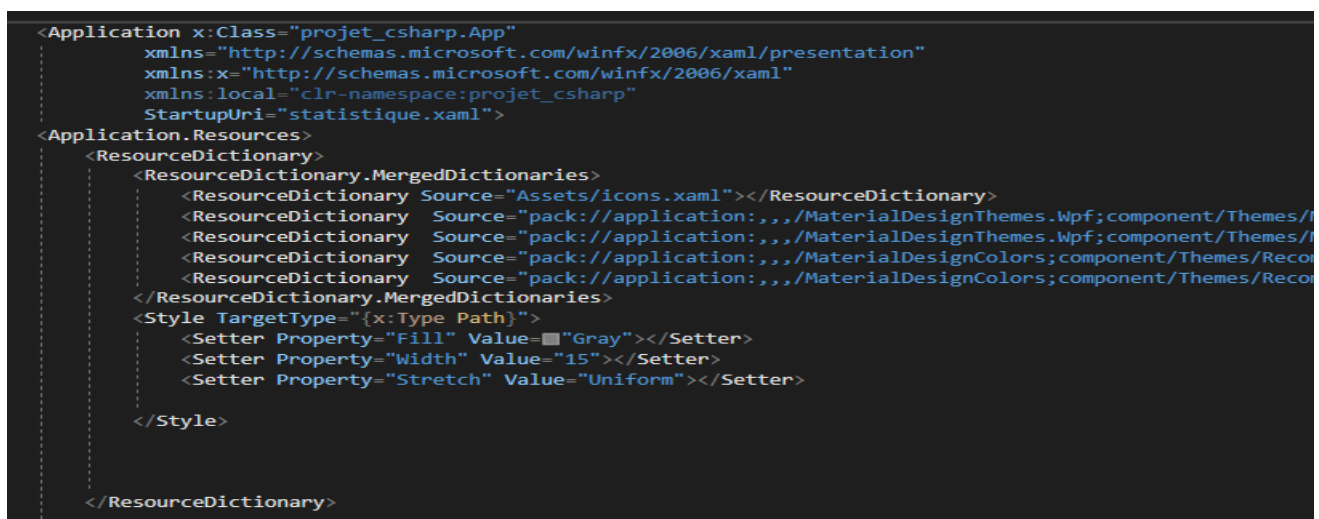 <Application x:Class="projet_csharp.App"
xmlns="http://schemas.microsoft.com/winfx/2006/xaml/presentation"
xmlns:x="http://schemas.microsoft.com/winfx/2006/xaml"
xmlns:local="clr-namespace:projet_csharp"
StartupUri="statistique.xaml">
<Application.Resources>
<ResourceDictionary>
<ResourceDictionary.MergedDictionaries>
<ResourceDictionary Source="Assets/icons.xaml"></ResourceDictionary>
<ResourceDictionary  Source="pack://application:,,,/MaterialDesignThemes.Wpf;component/Themes/
<ResourceDictionary  Source="pack://application:,,,/MaterialDesignThemes.Wpf;component/Themes/
<ResourceDictionary  Source="pack://application:,,,/MaterialDesignColors;component/Themes/Reco
<ResourceDictionary  Source="pack://application:,,,/MaterialDesignColors;component/Themes/Reco
</ResourceDictionary.MergedDictionaries>
<Style TargetType="{x:Type Path}">
<Setter Property="Fill" Value="Gray"></Setter>
<Setter Property="Width" Value="15"></Setter>
<Setter Property="Stretch" Value="Uniform"></Setter>
</Style>
</ResourceDictionary>